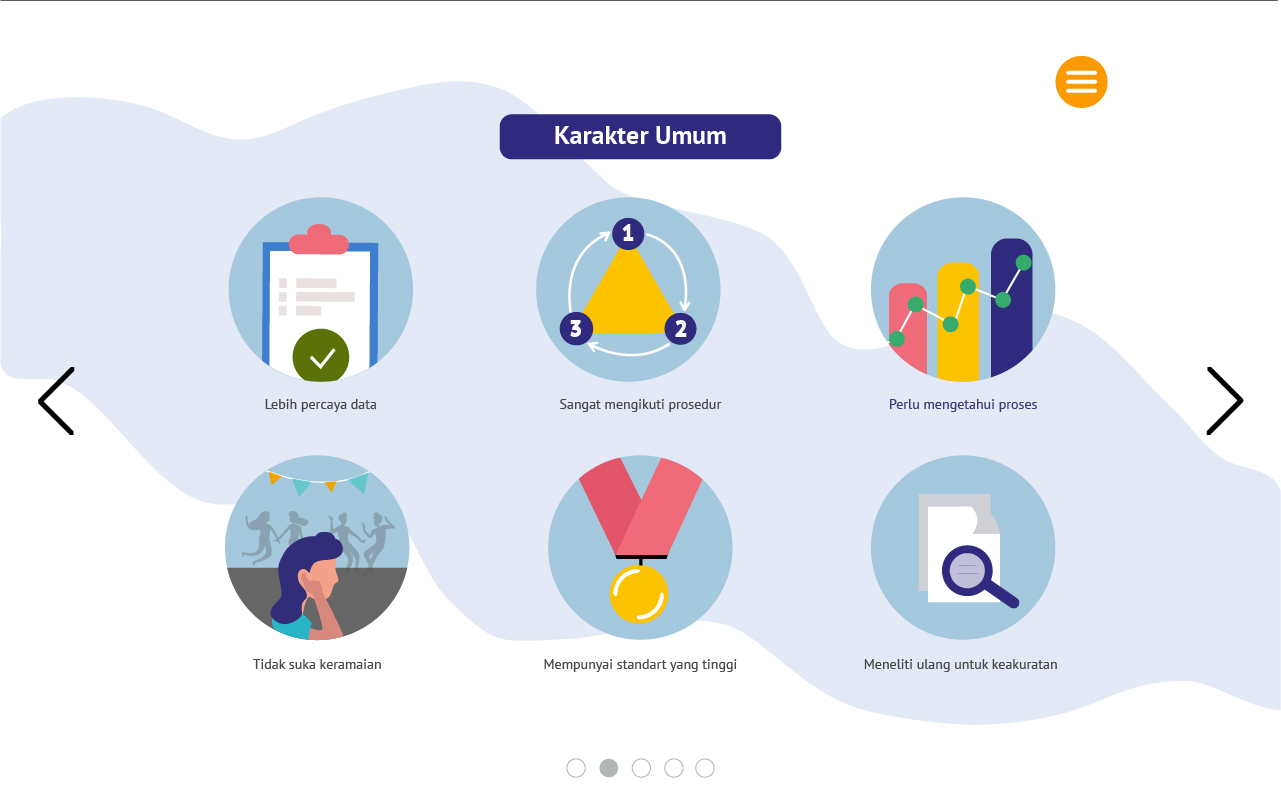 Karakter Umum
1
3
2
Lebih percaya data
Sangat mengikuti prosedur
Perlu mengetahui proses
Tidak suka keramaian
Mempunyai standart yang tinggi
Meneliti ulang untuk keakuratan